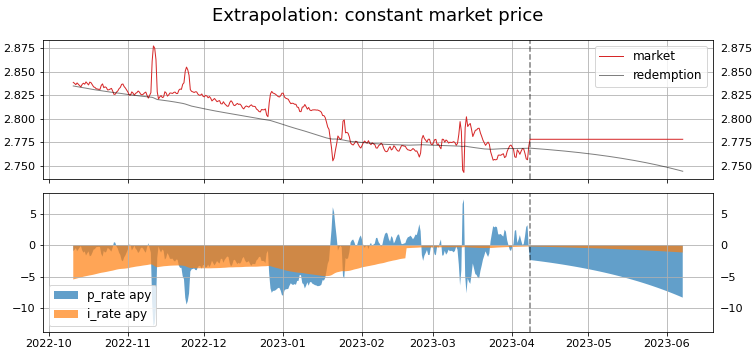 Extrapolation: constant market price
2.875 2.875
2.850 2.850
2.825 2.825
2.800 2.800
2.775 2.775
2.750 2.750
market
redemption
5 5
0 0
−5 −5
−10 −10
p_rate apy
i_rate apy
2022-10 2022-11 2022-12 2023-01 2023-02 2023-03 2023-04 2023-05 2023-06